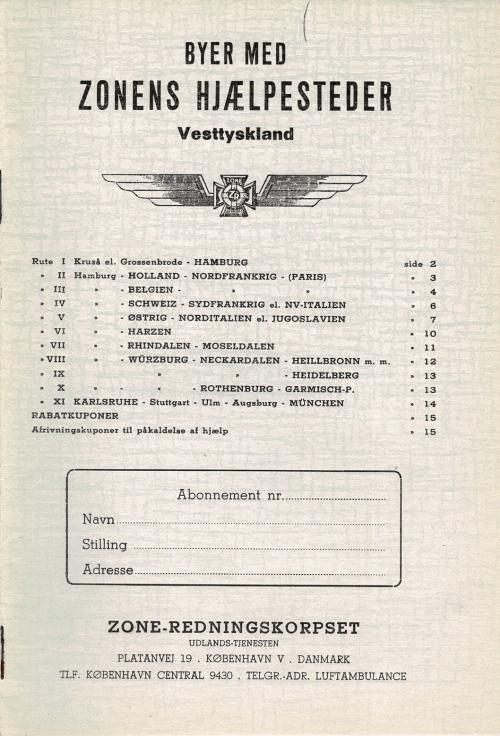 BYER MED
ZONENS HJÆLPESTEDER
Vesttyskland
ZONE
Rute I Kruså el. Grossenbrode - HAMBURG side 2
» II Hamburg - HOLLAND - NORDFRANKRIG - (PARIS) » 3
» III » - BELGIEN - » » » 4
» IV » - SCHWEIZ - SYDFRANKRIG el. NV-ITALIEN » 6
» V » - ØSTRIG - NORDITALIEN el. JUGOSLAVIEN » 7
» VI » - HARZEN » 10
» VII » - RHINDALEN - MOSELDALEN » 11
» VIII » - WÜRZBURG - NECKARDALEN - HEILLBRONN m. m. » 12
» IX » » » - HEIDELBERG » 13
» X » » - ROTHENBURG - GARMISCH-P. » 13
» XI KARLSRUHE - Stuttgart - Ulm - Augsburg - MÜNCHEN » 14
RABATKUPONER » 15
Afrivningskuponer til påkaldelse af hjælp » 15
Abonnement nr.
Navn
Stilling
Adresse
ZONE-REDNINGSKORPSET
UDLANDS-TJENESTEN
PLATANVEJ 19 . KØBENHAVN V . DANMARK
TLF. KØBENHAVN CENTRAL 9430 . TELGR.-ADR. LUFTAMBULANCE